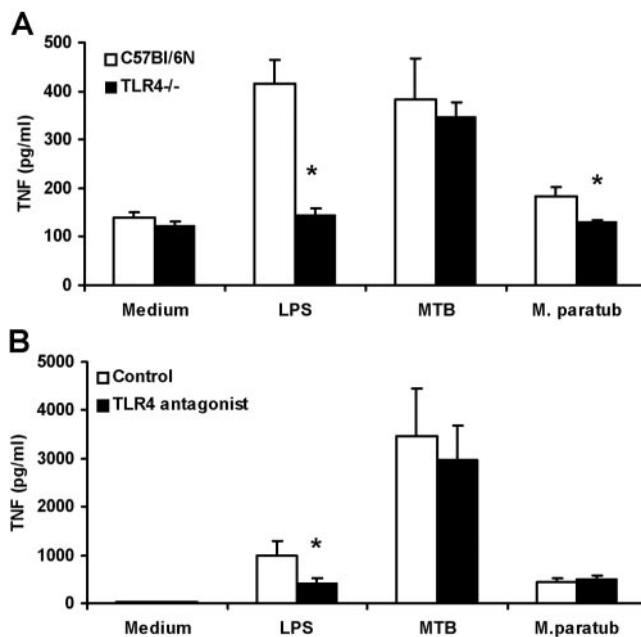 A
C57Bl/6N
TLR4-/-
TNF (pg/ml)
500
400
300
200
100
0
*
*
Medium LPS MTB M. paratub
B
Control
TLR4 antagonist
TNF (pg/ml)
5000
4000
3000
2000
1000
0
*
Medium LPS MTB M.paratub